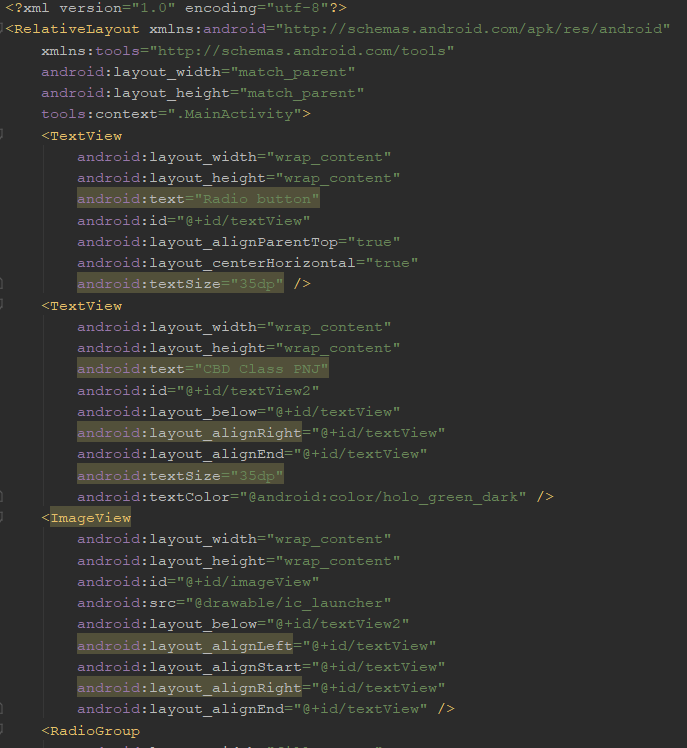 <?xml version="1.0" encoding="utf-8"?>
<RelativeLayout xmlns:android="http://schemas.android.com/apk/res/android"
xmlns:tools="http://schemas.android.com/tools"
android:layout_width="match_parent"
android:layout_height="match_parent"
tools:context=".MainActivity">
<TextView
android:layout_width="wrap_content"
android:layout_height="wrap_content"
android:text="Radio button"
android:id="@+id/textView"
android:layout_alignParentTop="true"
android:layout_centerHorizontal="true"
android:textSize="35dp" />
<TextView
android:layout_width="wrap_content"
android:layout_height="wrap_content"
android:text="CBD Class PNJ"
android:id="@+id/textView2"
android:layout_below="@+id/textView"
android:layout_alignRight="@+id/textView"
android:layout_alignEnd="@+id/textView"
android:textSize="35dp"
android:textColor="@android:color/holo_green_dark" />
<ImageView
android:layout_width="wrap_content"
android:layout_height="wrap_content"
android:id="@+id/imageView"
android:src="@drawable/ic_launcher"
android:layout_below="@+id/textView2"
android:layout_alignLeft="@+id/textView"
android:layout_alignStart="@+id/textView"
android:layout_alignRight="@+id/textView"
android:layout_alignEnd="@+id/textView" />
<RadioGroup